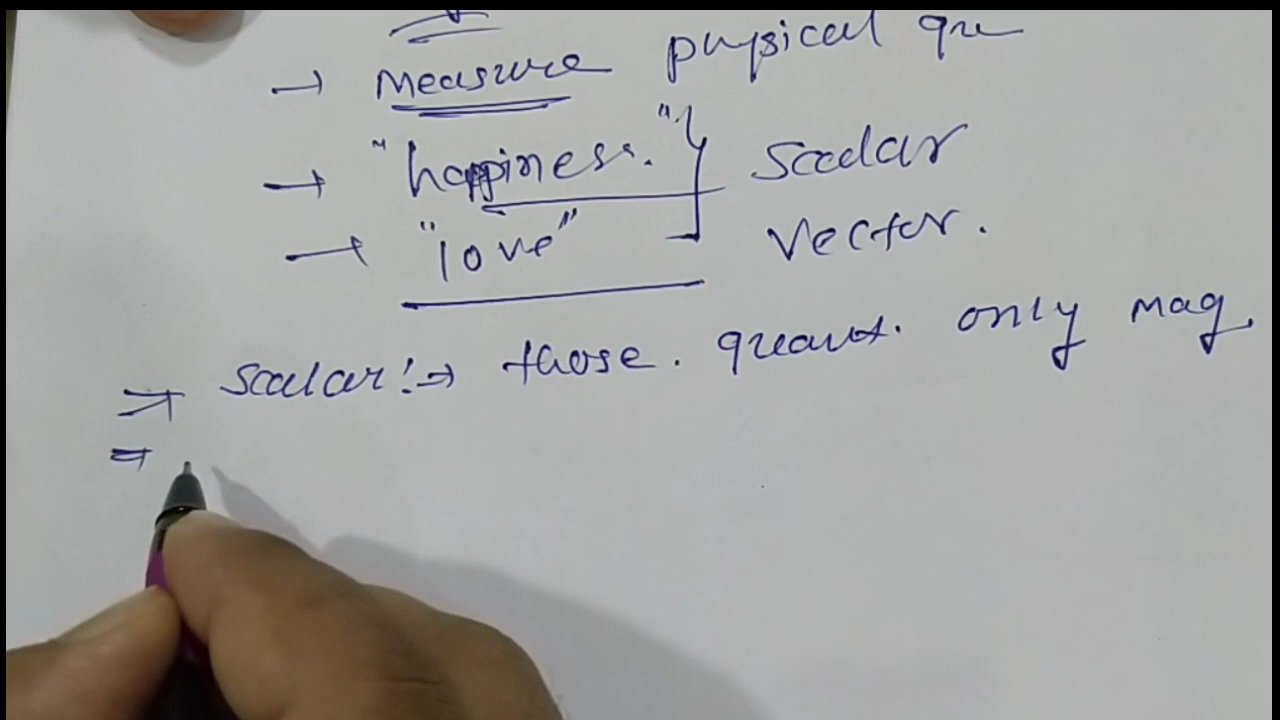 → Measure physical qu
→ "happiness." } Scalar
→ "love" Vector.
⇒ Scalar :→ those. quant. only mag.
⇒